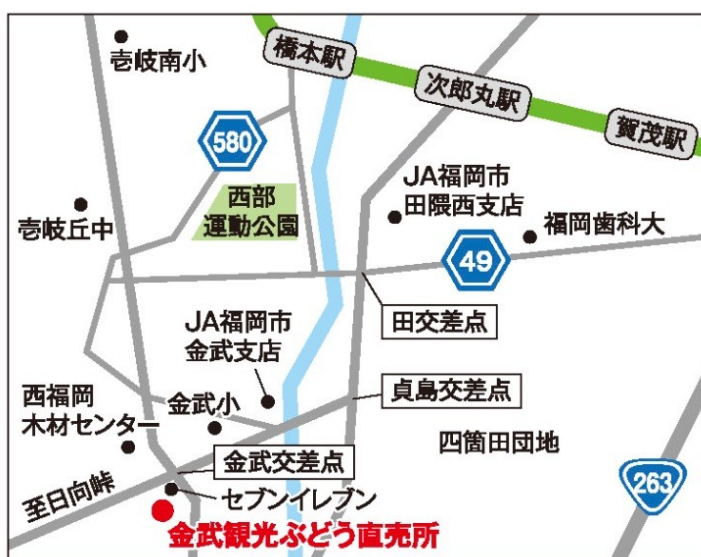 壱岐南小
橋本駅
次郎丸駅
賀茂駅
580
西部
運動公園
JA福岡市
田隈西支店
壱岐丘中
福岡歯科大
49
田交差点
JA福岡市
金武支店
貞島交差点
西福岡
木材センター
金武小
四箇田団地
金武交差点
至日向峠
セブンイレブン
263
金武観光ぶどう直売所